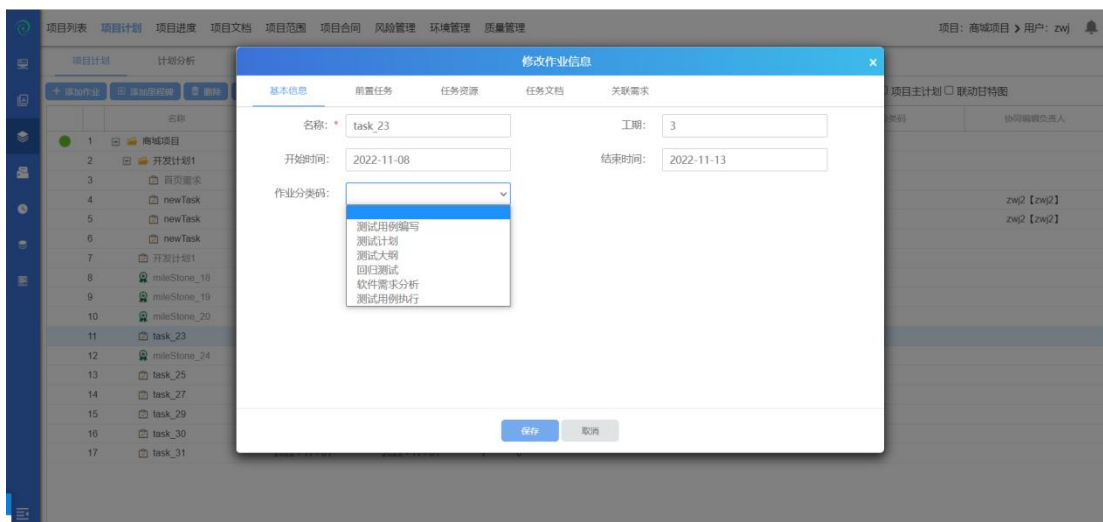 项目列表 项目计划 项目进度 项目文档 项目范围 项目合同 风险管理 环境管理 质量管理 项目：商城项目 用户：zwj
项目计划 计划分析
修改作业信息 x
+ 添加作业 添加里程碑 删除 项目主计划 联动甘特图
基本信息 前置任务 任务资源 任务文档 关联需求
名称 协同编辑负责人
名称：* task_23 工期： 3
1 商城项目
2 开发计划1
开始时间： 2022-11-08 结束时间： 2022-11-13
3 首页需求
作业分类码：
4 newTask zwj2【zwj2】
5 newTask zwj2【zwj2】
6 newTask
7 开发计划1
8 mileStone_18
9 mileStone_19
10 mileStone_20
11 task_23
12 mileStone_24
13 task_25
14 task_27
15 task_29
16 task_30
17 task_31
测试用例编写
测试计划
测试大纲
回归测试
软件需求分析
测试用例执行
保存 取消